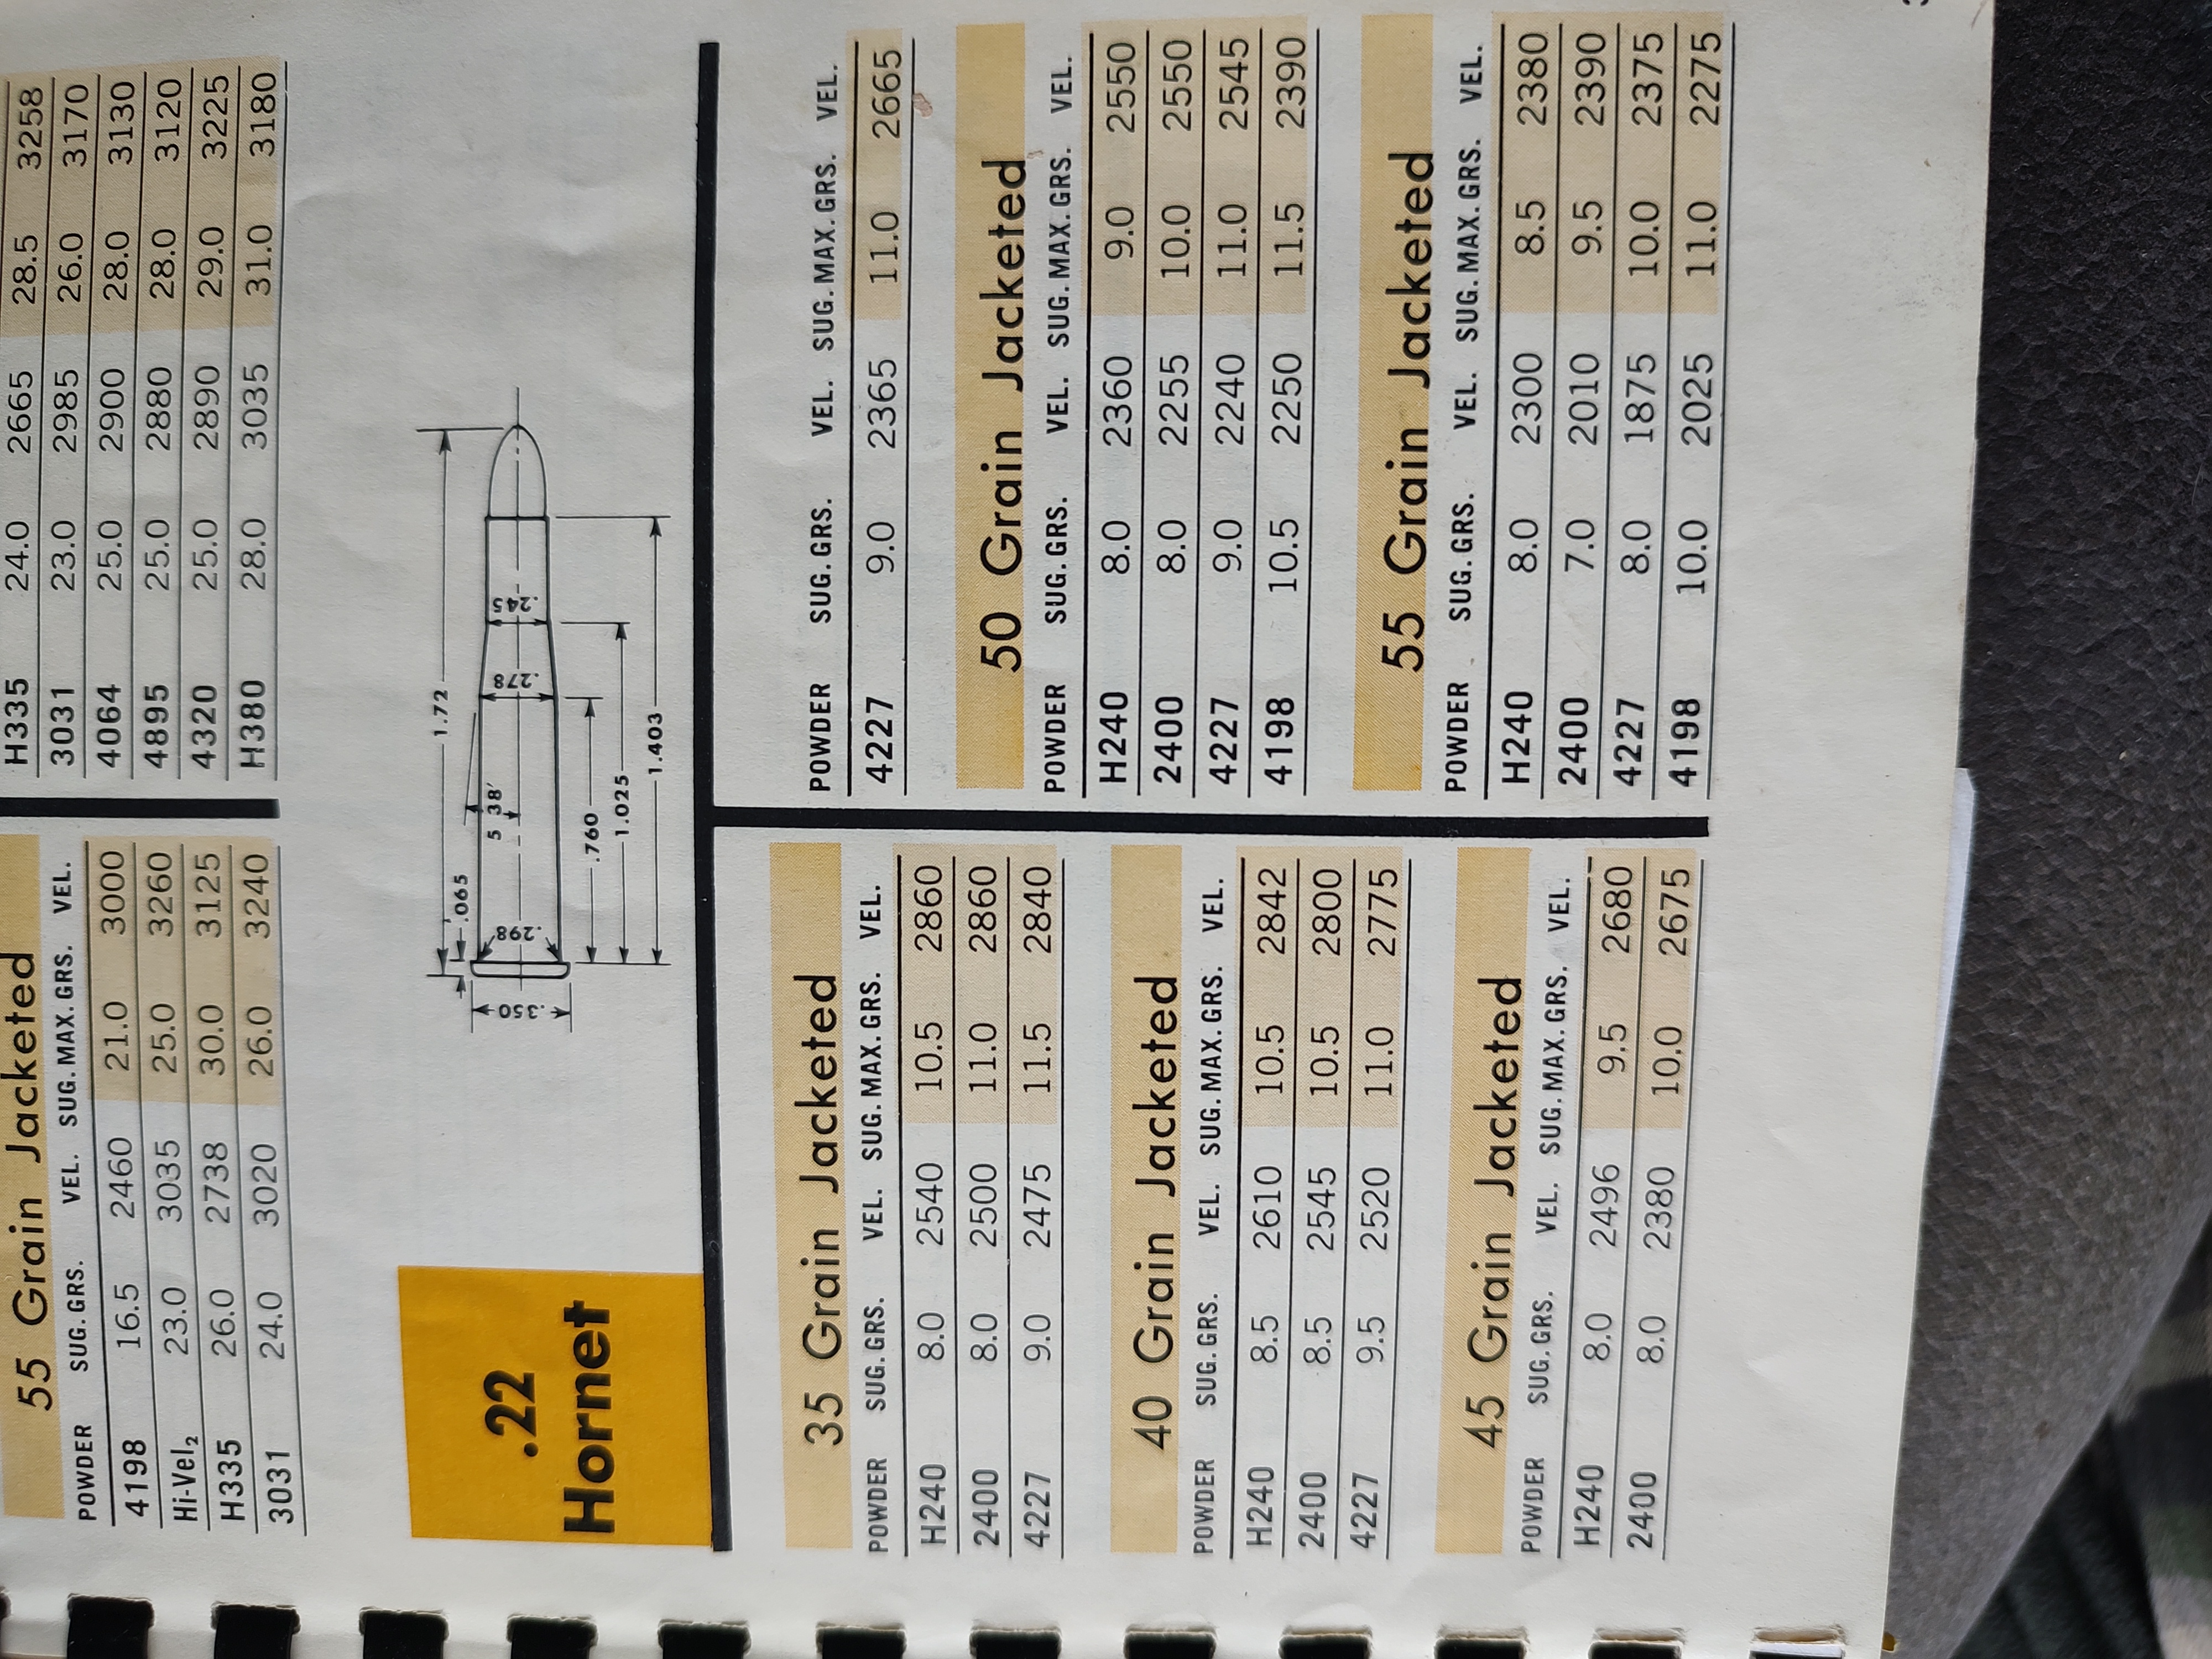 55 Grain Jacketed
POWDER SUG. GRS. VEL. SUG. MAX. GRS. VEL.
4198 16.5 2460 21.0 3000
Hi-Vel₂ 23.0 3035 25.0 3260
H335 26.0 2738 30.0 3125
3031 24.0 3020 26.0 3240
H335 24.0 2665 28.5 3258
3031 23.0 2985 26.0 3170
4064 25.0 2900 28.0 3130
4895 25.0 2880 28.0 3120
4320 25.0 2890 29.0 3225
H380 28.0 3035 31.0 3180
.22
Hornet
1.72
.065
5 38'
.350
.298
.278
.245
.760
1.025
1.403
35 Grain Jacketed
POWDER SUG. GRS. VEL. SUG. MAX. GRS. VEL.
H240 8.0 2540 10.5 2860
2400 8.0 2500 11.0 2860
4227 9.0 2475 11.5 2840
40 Grain Jacketed
POWDER SUG. GRS. VEL. SUG. MAX. GRS. VEL.
H240 8.5 2610 10.5 2842
2400 8.5 2545 10.5 2800
4227 9.5 2520 11.0 2775
45 Grain Jacketed
POWDER SUG. GRS. VEL. SUG. MAX. GRS. VEL.
H240 8.0 2496 9.5 2680
2400 8.0 2380 10.0 2675
POWDER SUG. GRS. VEL. SUG. MAX. GRS. VEL.
4227 9.0 2365 11.0 2665
50 Grain Jacketed
POWDER SUG. GRS. VEL. SUG. MAX. GRS. VEL.
H240 8.0 2360 9.0 2550
2400 8.0 2255 10.0 2550
4227 9.0 2240 11.0 2545
4198 10.5 2250 11.5 2390
55 Grain Jacketed
POWDER SUG. GRS. VEL. SUG. MAX. GRS. VEL.
H240 8.0 2300 8.5 2380
2400 7.0 2010 9.5 2390
4227 8.0 1875 10.0 2375
4198 10.0 2025 11.0 2275